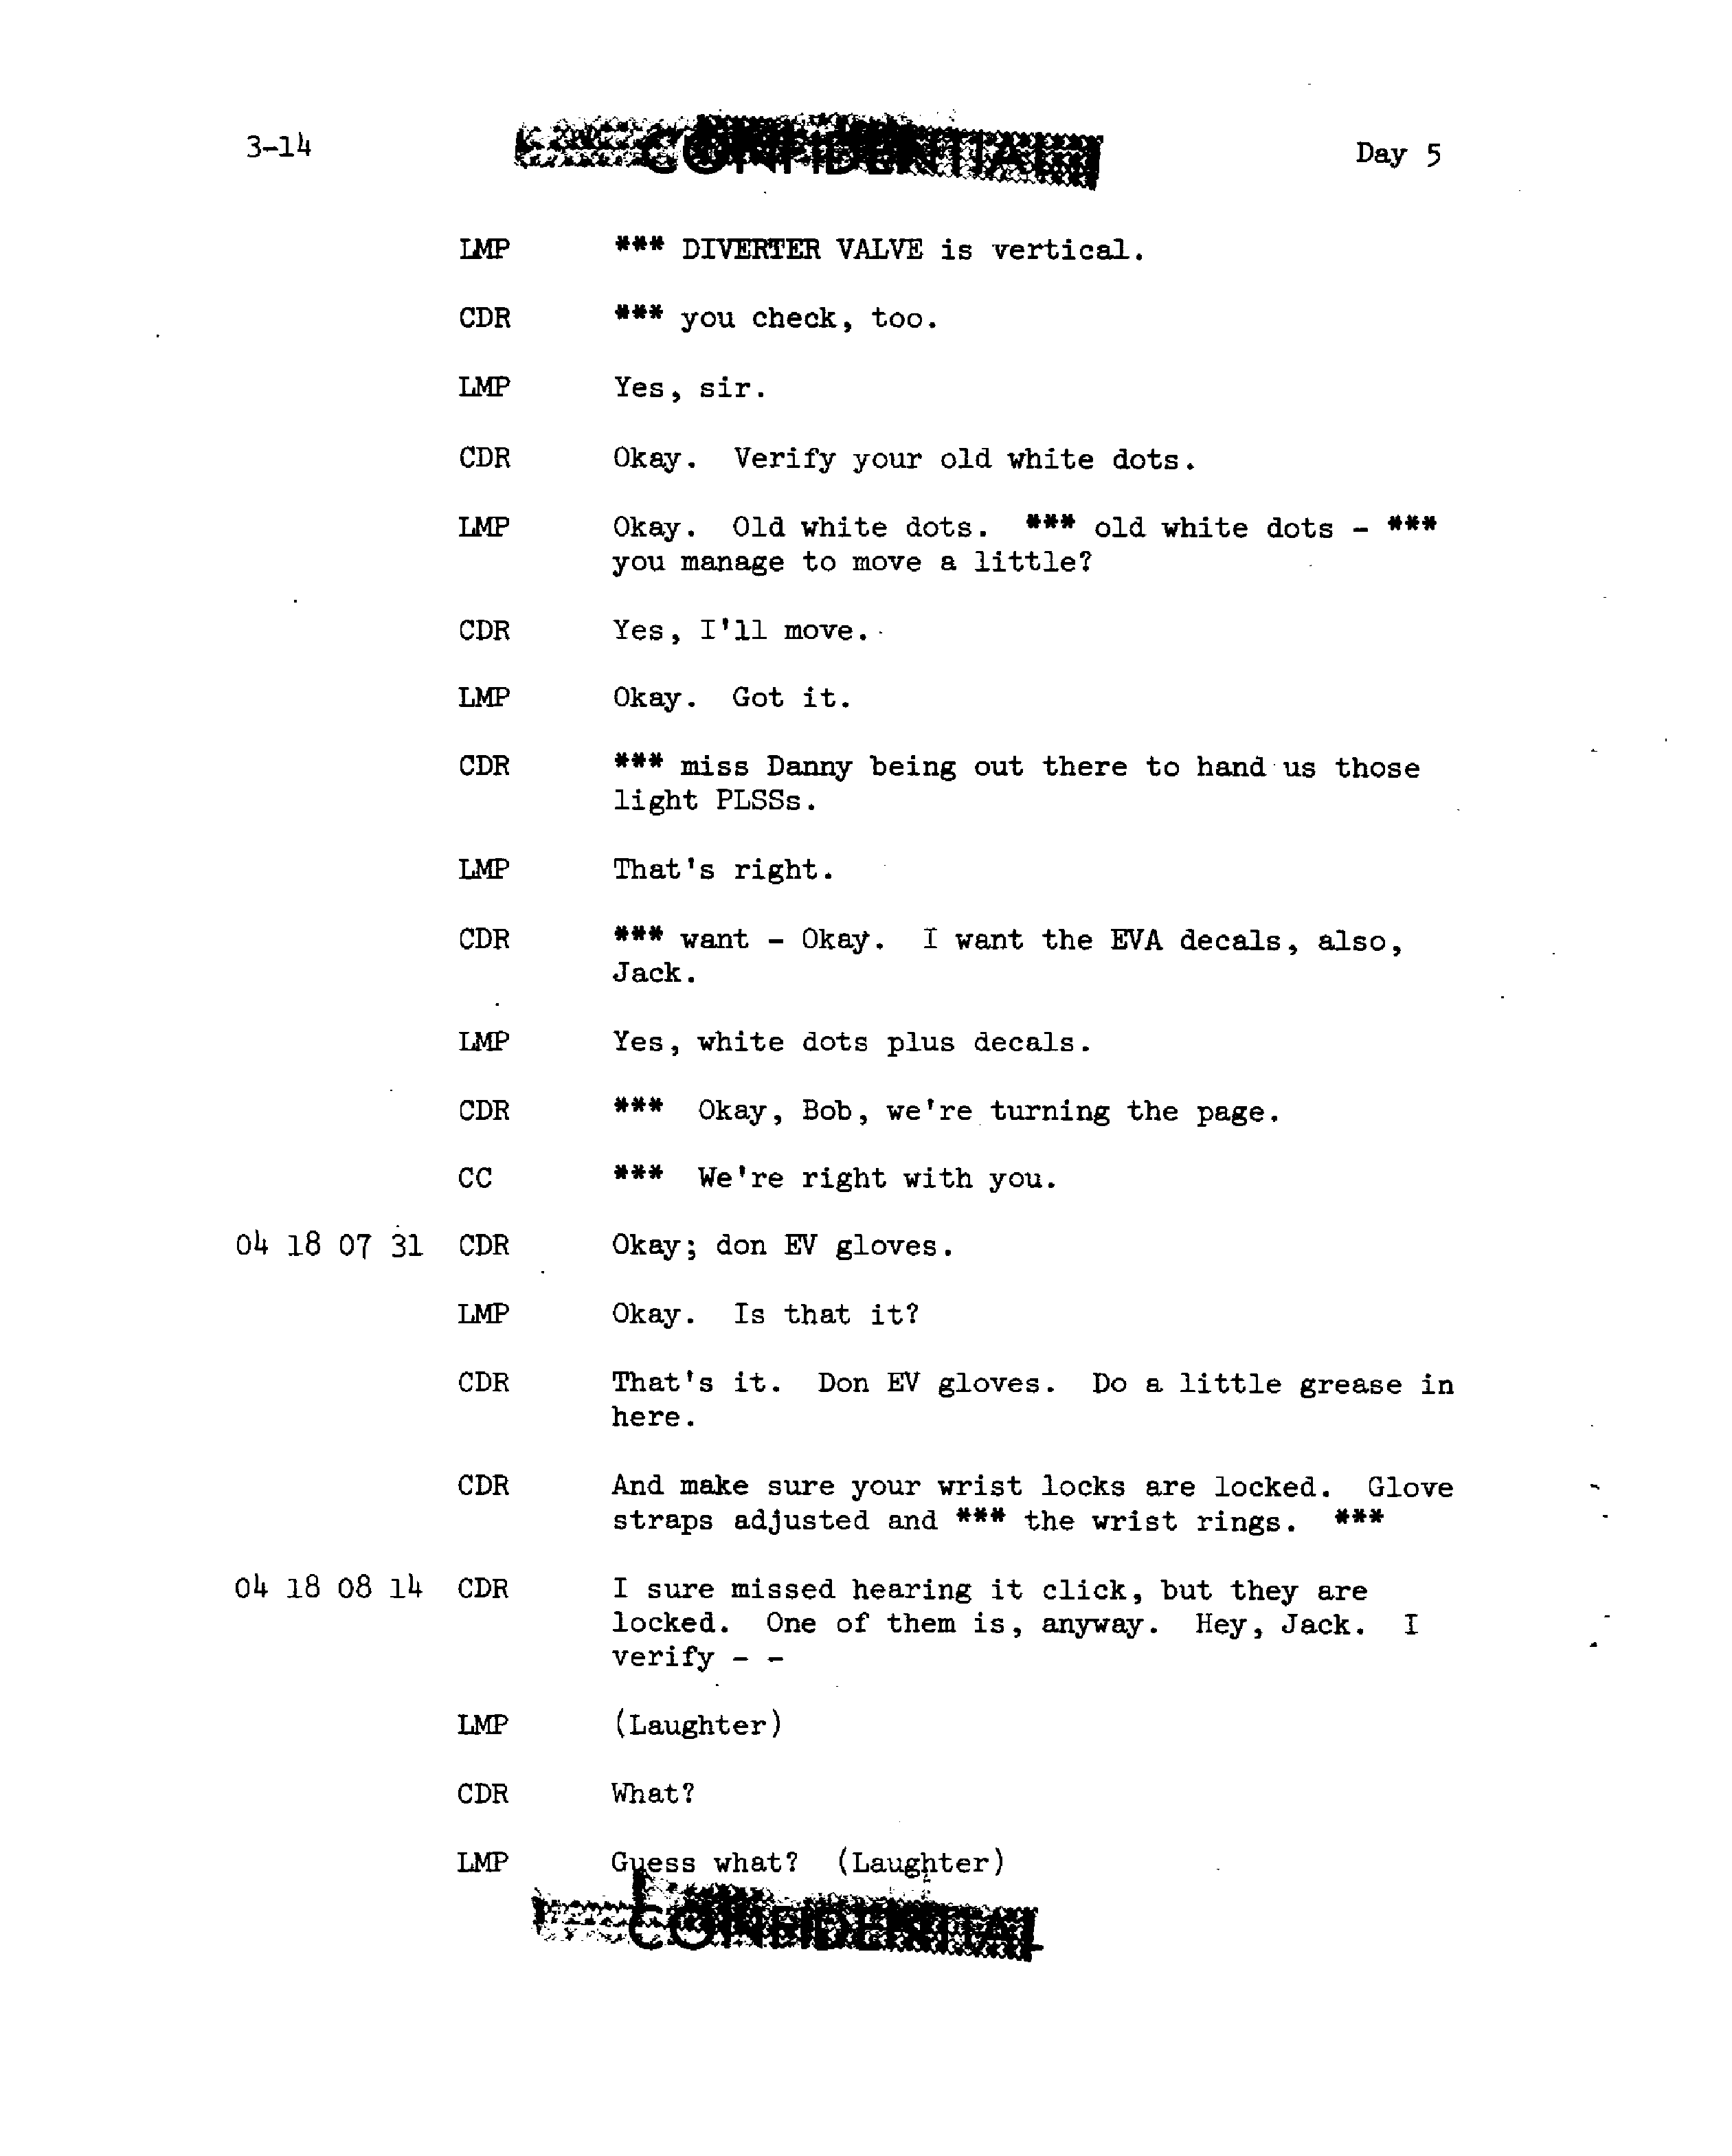 3-14 CONFIDENTIAL Day 5
LMP *** DIVERTER VALVE is vertical.
CDR *** you check, too.
LMP Yes, sir.
CDR Okay. Verify your old white dots.
LMP Okay. Old white dots. *** old white dots - ***
you manage to move a little?
CDR Yes, I'll move.
LMP Okay. Got it.
CDR *** miss Danny being out there to hand us those
light PLSSs.
LMP That's right.
CDR *** want - Okay. I want the EVA decals, also,
Jack.
LMP Yes, white dots plus decals.
CDR *** Okay, Bob, we're turning the page.
CC *** We're right with you.
04 18 07 31 CDR Okay; don EV gloves.
LMP Okay. Is that it?
CDR That's it. Don EV gloves. Do a little grease in
here.
CDR And make sure your wrist locks are locked. Glove
straps adjusted and *** the wrist rings. ***
04 18 08 14 CDR I sure missed hearing it click, but they are
locked. One of them is, anyway. Hey, Jack. I
verify - -
LMP (Laughter)
CDR What?
LMP Guess what? (Laughter)
CONFIDENTIAL